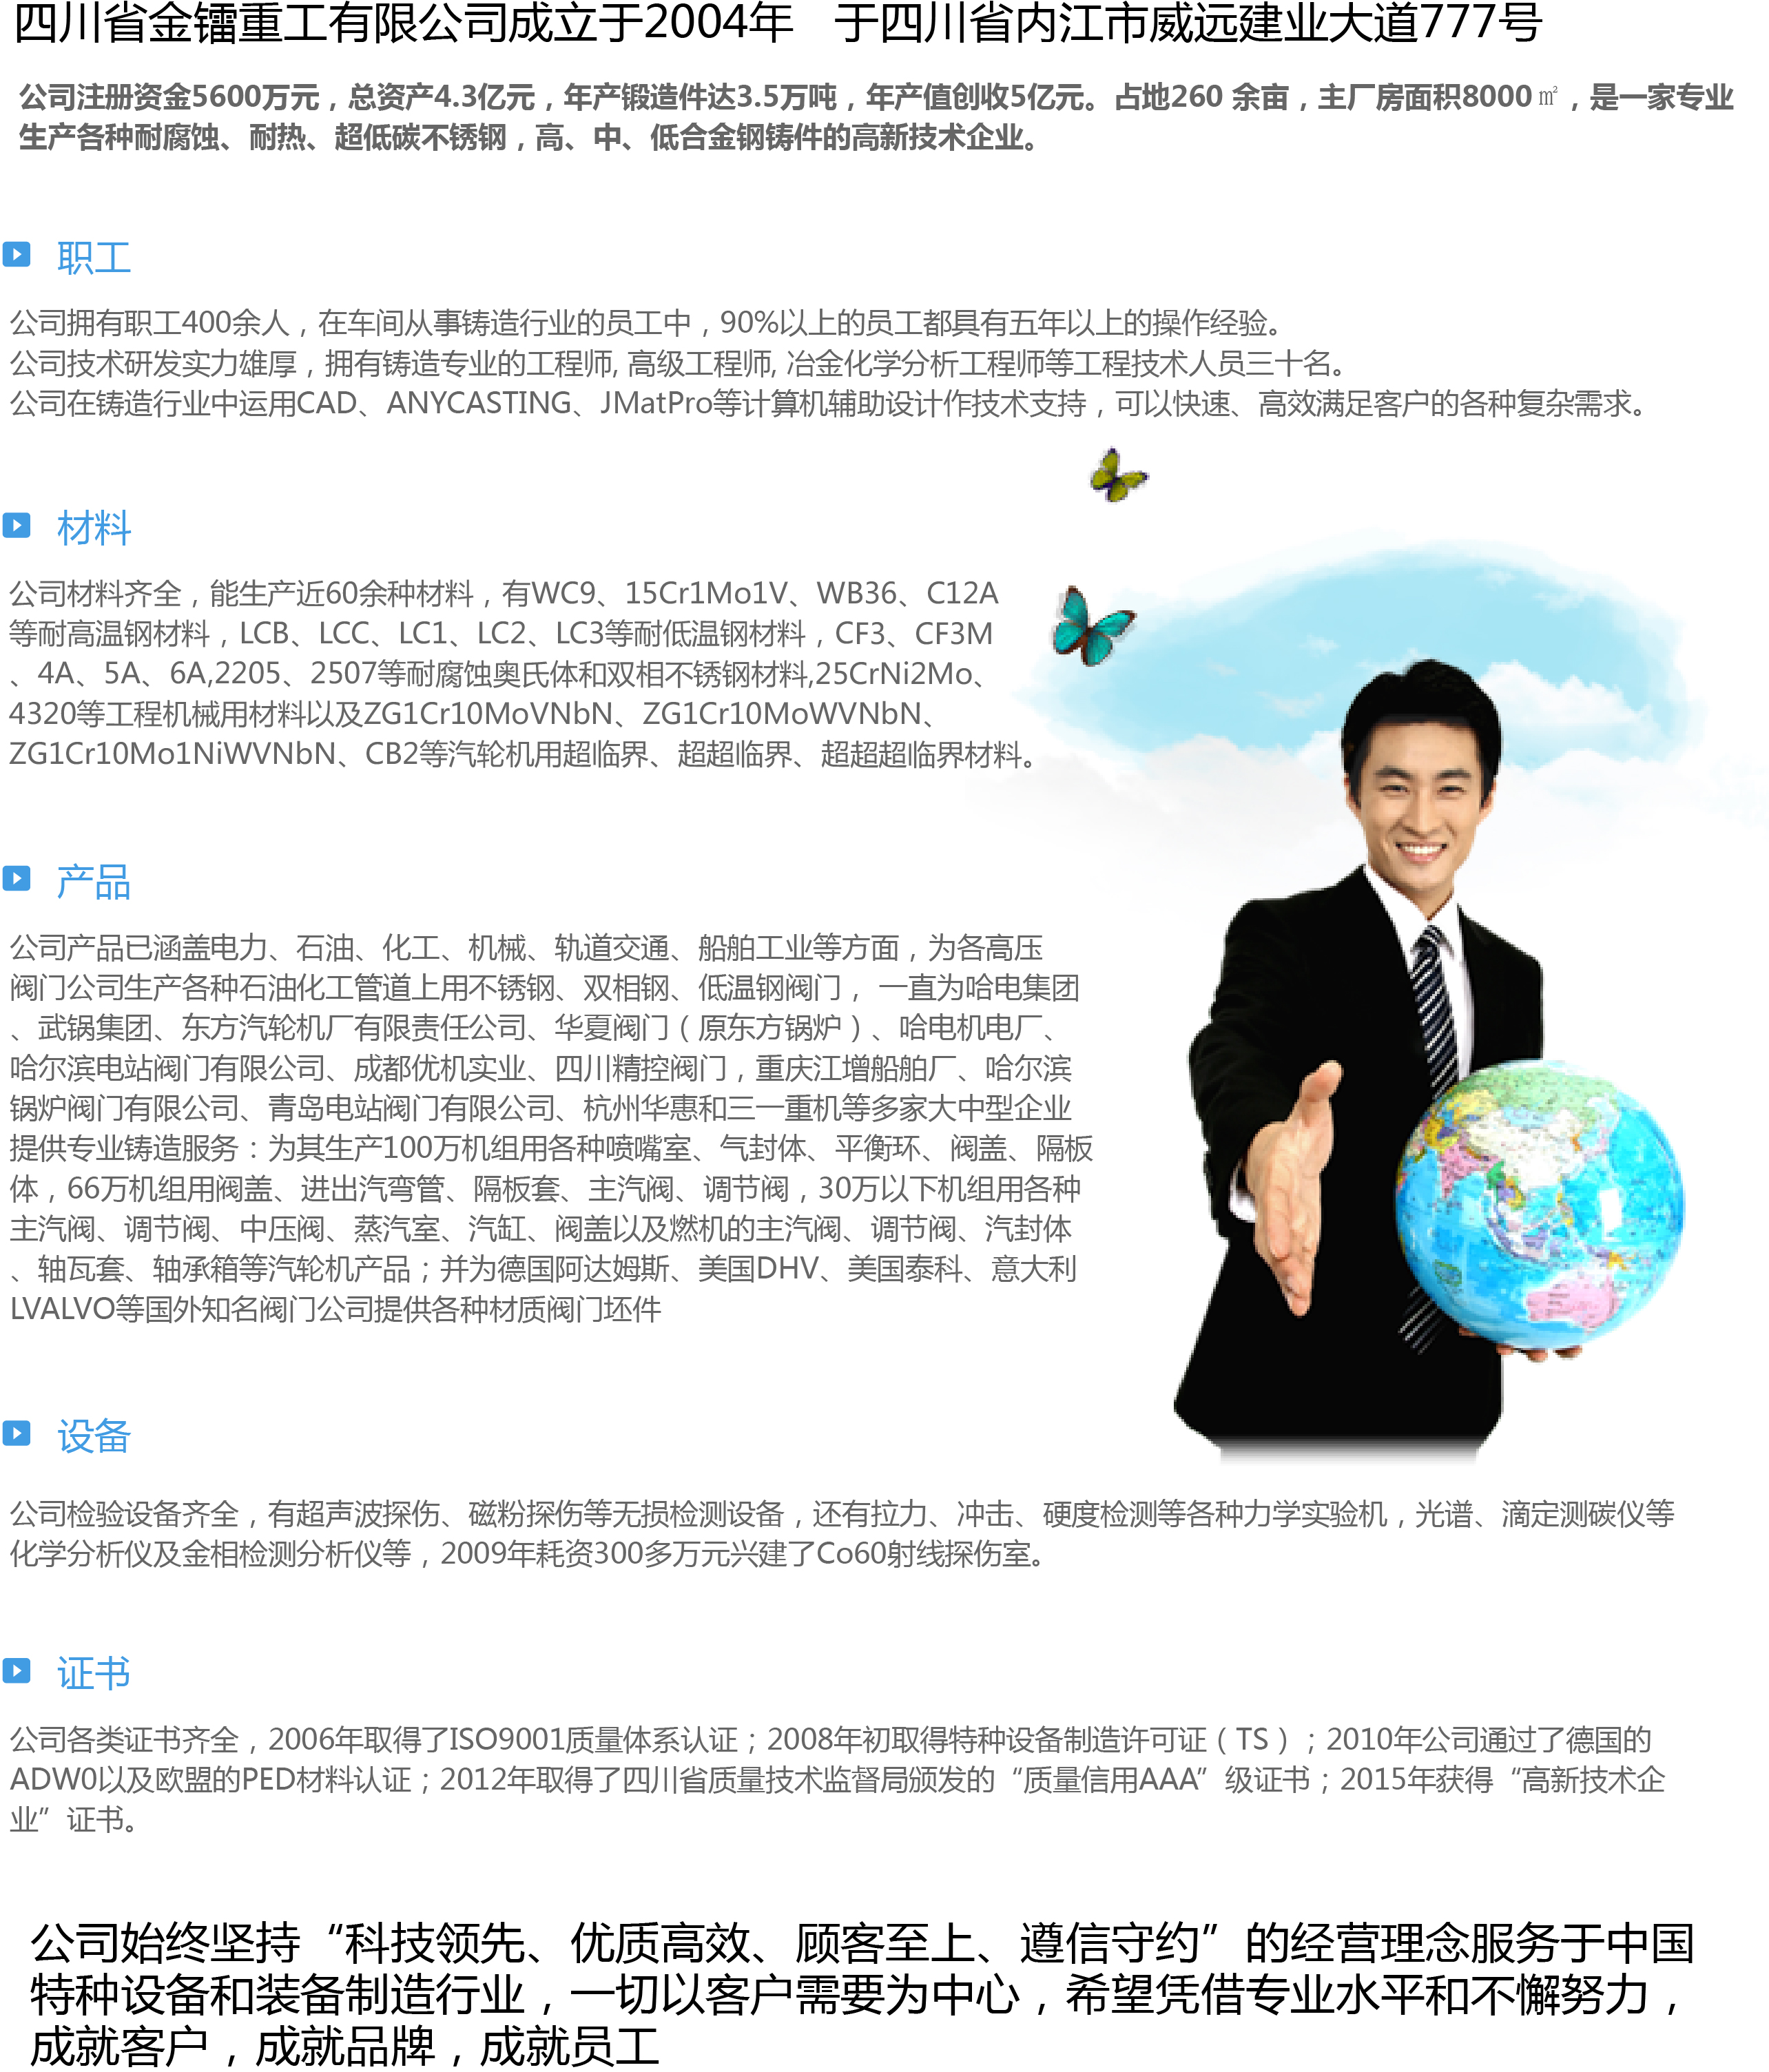 四川省金镭重工有限公司成立于2004年 于四川省内江市威远建业大道777号
公司注册资金5600万元，总资产4.3亿元，年产锻造件达3.5万吨，年产值创收5亿元。占地260 余亩，主厂房面积8000㎡，是一家专业
生产各种耐腐蚀、耐热、超低碳不锈钢，高、中、低合金钢铸件的高新技术企业。
职工
公司拥有职工400余人，在车间从事铸造行业的员工中，90%以上的员工都具有五年以上的操作经验。
公司技术研发实力雄厚，拥有铸造专业的工程师, 高级工程师, 冶金化学分析工程师等工程技术人员三十名。
公司在铸造行业中运用CAD、ANYCASTING、JMatPro等计算机辅助设计作技术支持，可以快速、高效满足客户的各种复杂需求。
材料
公司材料齐全，能生产近60余种材料，有WC9、15Cr1Mo1V、WB36、C12A
等耐高温钢材料，LCB、LCC、LC1、LC2、LC3等耐低温钢材料，CF3、CF3M
、4A、5A、6A,2205、2507等耐腐蚀奥氏体和双相不锈钢材料,25CrNi2Mo、
4320等工程机械用材料以及ZG1Cr10MoVNbN、ZG1Cr10MoWVNbN、
ZG1Cr10Mo1NiWVNbN、CB2等汽轮机用超临界、超超临界、超超超临界材料。
产品
公司产品已涵盖电力、石油、化工、机械、轨道交通、船舶工业等方面，为各高压
阀门公司生产各种石油化工管道上用不锈钢、双相钢、低温钢阀门， 一直为哈电集团
、武锅集团、东方汽轮机厂有限责任公司、华夏阀门（原东方锅炉）、哈电机电厂、
哈尔滨电站阀门有限公司、成都优机实业、四川精控阀门，重庆江增船舶厂、哈尔滨
锅炉阀门有限公司、青岛电站阀门有限公司、杭州华惠和三一重机等多家大中型企业
提供专业铸造服务：为其生产100万机组用各种喷嘴室、气封体、平衡环、阀盖、隔板
体，66万机组用阀盖、进出汽弯管、隔板套、主汽阀、调节阀，30万以下机组用各种
主汽阀、调节阀、中压阀、蒸汽室、汽缸、阀盖以及燃机的主汽阀、调节阀、汽封体
、轴瓦套、轴承箱等汽轮机产品；并为德国阿达姆斯、美国DHV、美国泰科、意大利
LVALVO等国外知名阀门公司提供各种材质阀门坯件
设备
公司检验设备齐全，有超声波探伤、磁粉探伤等无损检测设备，还有拉力、冲击、硬度检测等各种力学实验机，光谱、滴定测碳仪等
化学分析仪及金相检测分析仪等，2009年耗资300多万元兴建了Co60射线探伤室。
证书
公司各类证书齐全，2006年取得了ISO9001质量体系认证；2008年初取得特种设备制造许可证（TS）；2010年公司通过了德国的
ADW0以及欧盟的PED材料认证；2012年取得了四川省质量技术监督局颁发的“质量信用AAA”级证书；2015年获得“高新技术企
业”证书。
公司始终坚持“科技领先、优质高效、顾客至上、遵信守约”的经营理念服务于中国
特种设备和装备制造行业，一切以客户需要为中心，希望凭借专业水平和不懈努力，
成就客户，成就品牌，成就员工